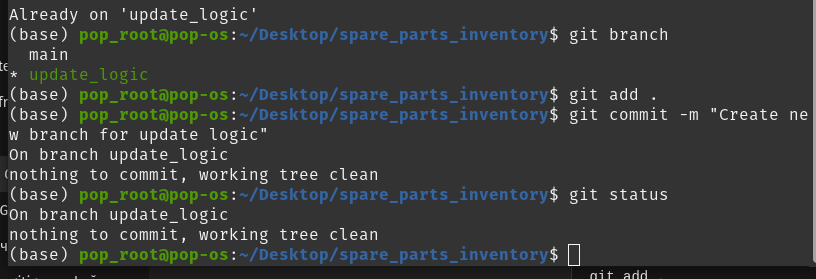 Already on 'update_logic'
(base) pop_root@pop-os:~/Desktop/spare_parts_inventory$ git branch
  main
* update_logic
(base) pop_root@pop-os:~/Desktop/spare_parts_inventory$ git add .
(base) pop_root@pop-os:~/Desktop/spare_parts_inventory$ git commit -m "Create ne
w branch for update logic"
On branch update_logic
nothing to commit, working tree clean
(base) pop_root@pop-os:~/Desktop/spare_parts_inventory$ git status
On branch update_logic
nothing to commit, working tree clean
(base) pop_root@pop-os:~/Desktop/spare_parts_inventory$
git add .